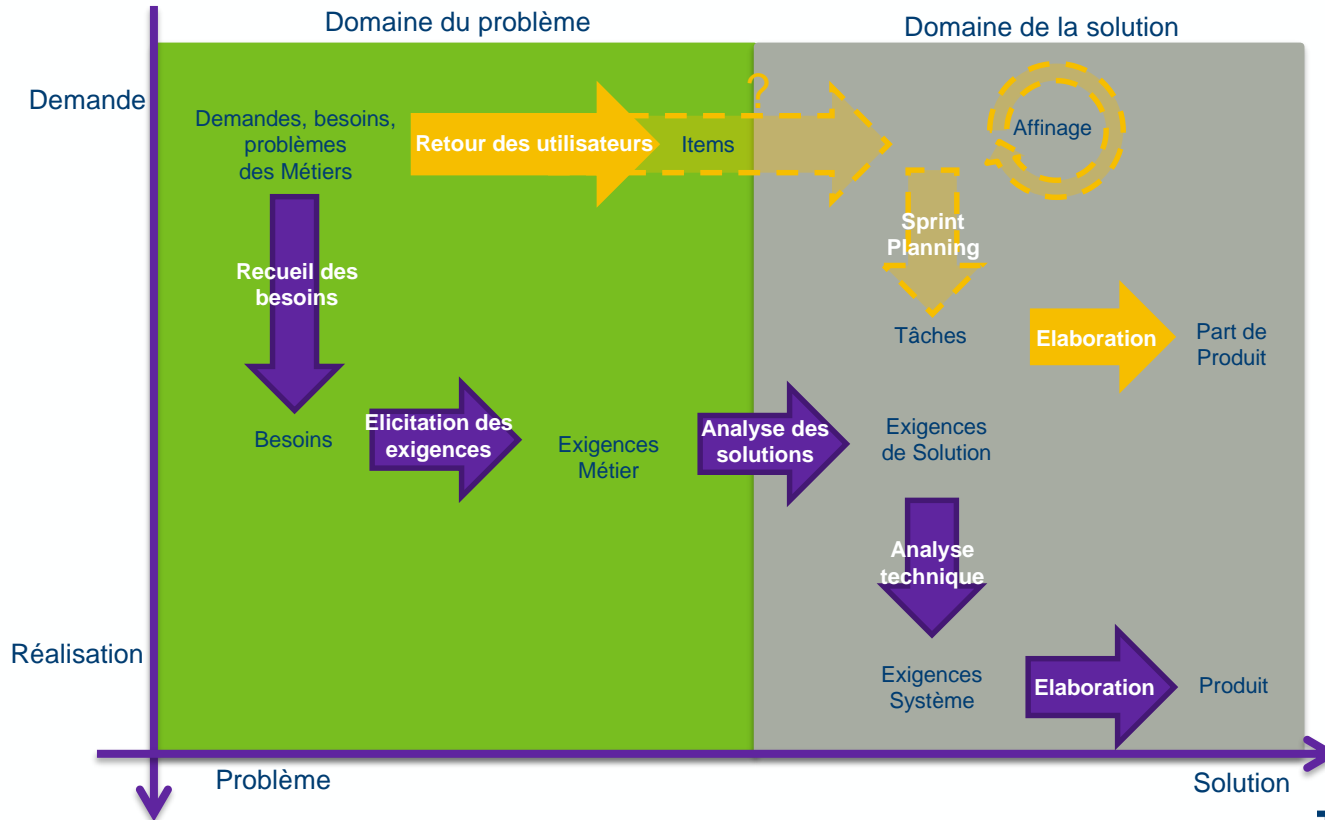 Domaine du problème
Domaine de la solution
Demande
Demandes, besoins,
problèmes
des Métiers
Retour des utilisateurs
Items
?
Affinage
Sprint
Planning
Recueil des
besoins
Tâches
Elaboration
Part de
Produit
Besoins
Elicitation des
exigences
Exigences
Métier
Analyse des
solutions
Exigences
de Solution
Analyse
technique
Réalisation
Exigences
Système
Elaboration
Produit
Problème
Solution